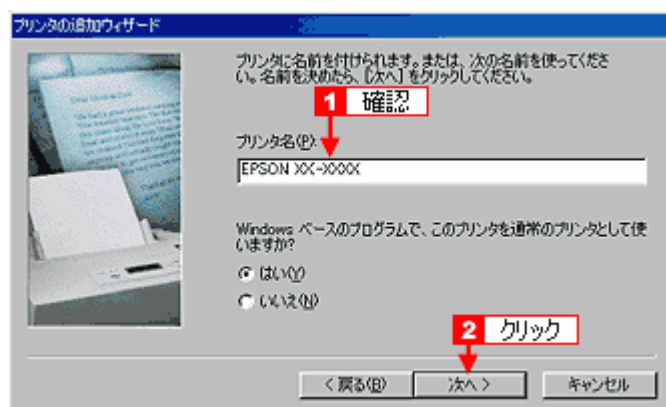 プリンタの追加ウィザード
プリンタに名前を付けられます。または、次の名前を使ってくださ
い。名前を決めたら、[次へ] をクリックしてください。
1 確認
プリンタ名(P):
EPSON XX-XXXX
Windows ベースのプログラムで、このプリンタを通常のプリンタとして使
いますか?
はい(Y)
いいえ(N)
2 クリック
< 戻る(B)
次へ >
キャンセル